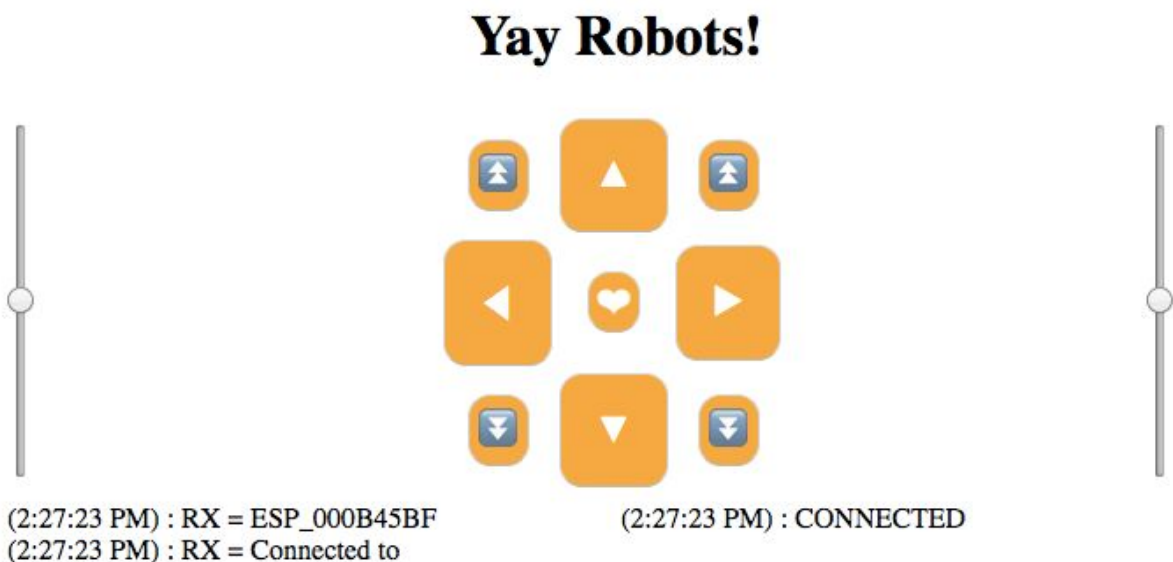 Yay Robots!
(2:27:23 PM) : RX = ESP_000B45BF
(2:27:23 PM) : CONNECTED
(2:27:23 PM) : RX = Connected to